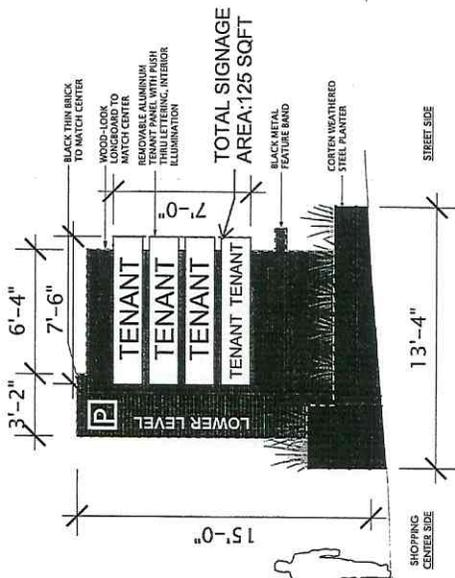 BLACK THIN BRICK
TO MATCH CENTER
WOOD-LOOK
LONGBOARD TO
MATCH CENTER
REMOVABLE ALUMINUM
TENANT PANEL WITH PUSH
THRU LETTERING, INTERIOR
ILLUMINATION
TOTAL SIGNAGE
AREA:125 SQFT
BLACK METAL
FEATURE BAND
CORTEN WEATHERED
STEEL PLANTER
STREET SIDE
3'-2"
6'-4"
7'-6"
7'-0"
P
LOWER LEVEL
TENANT
TENANT
TENANT
TENANT TENANT
15'-0"
13'-4"
SHOPPING
CENTER SIDE